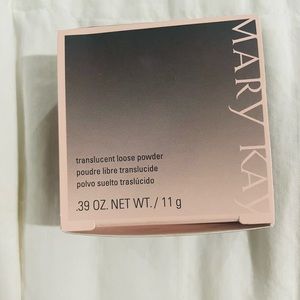 MARY KAY
translucent loose powder
poudre libre translucide
polvo suelto traslúcido
.39 OZ. NET WT./ 11 g